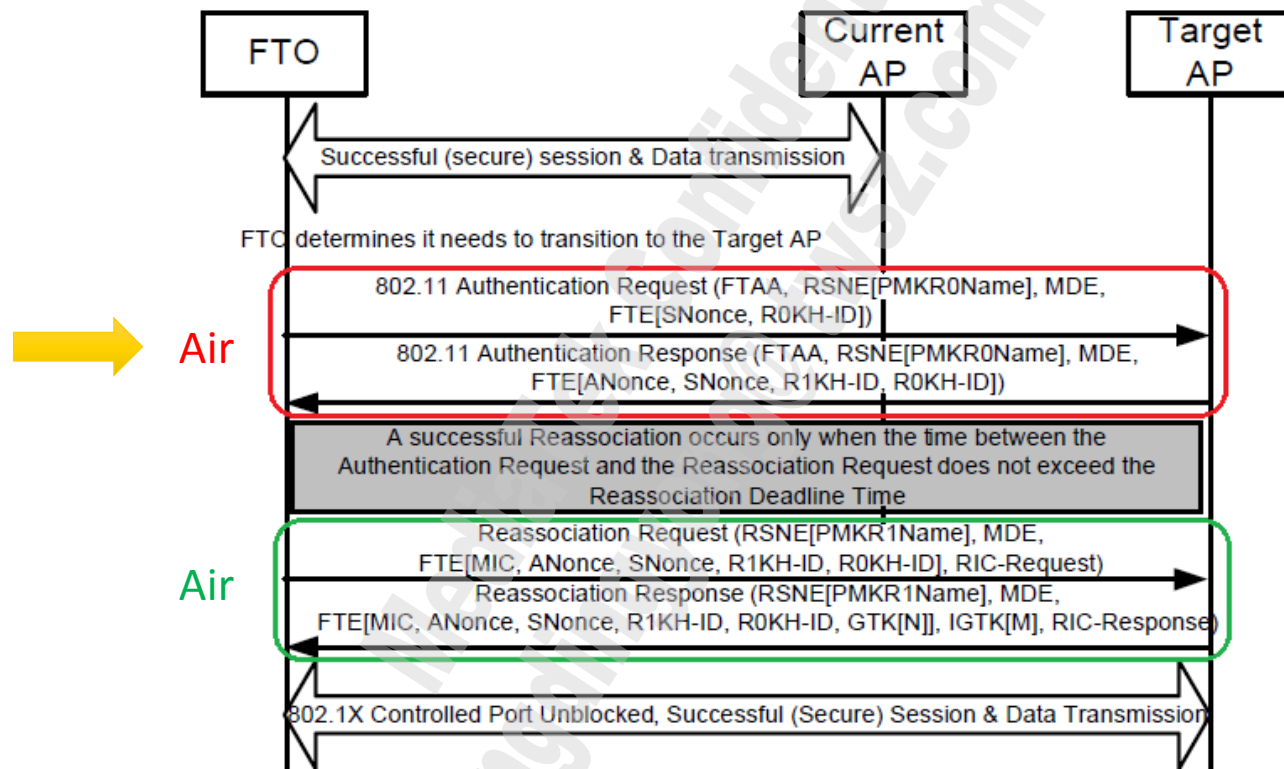 FTO
Current
AP
Target
AP
Successful (secure) session & Data transmission
FTO determines it needs to transition to the Target AP
Air
802.11 Authentication Request (FTAA, RSNE[PMKR0Name], MDE,
FTE[SNonce, R0KH-ID])
802.11 Authentication Response (FTAA, RSNE[PMKR0Name], MDE,
FTE[ANonce, SNonce, R1KH-ID, R0KH-ID])
A successful Reassociation occurs only when the time between the
Authentication Request and the Reassociation Request does not exceed the
Reassociation Deadline Time
Air
Reassociation Request (RSNE[PMKR1Name], MDE,
FTE[MIC, ANonce, SNonce, R1KH-ID, R0KH-ID], RIC-Request)
Reassociation Response (RSNE[PMKR1Name], MDE,
FTE[MIC, ANonce, SNonce, R1KH-ID, R0KH-ID, GTK[N]], IGTK[M], RIC-Response)
802.1X Controlled Port Unblocked, Successful (Secure) Session & Data Transmission
MediaTek